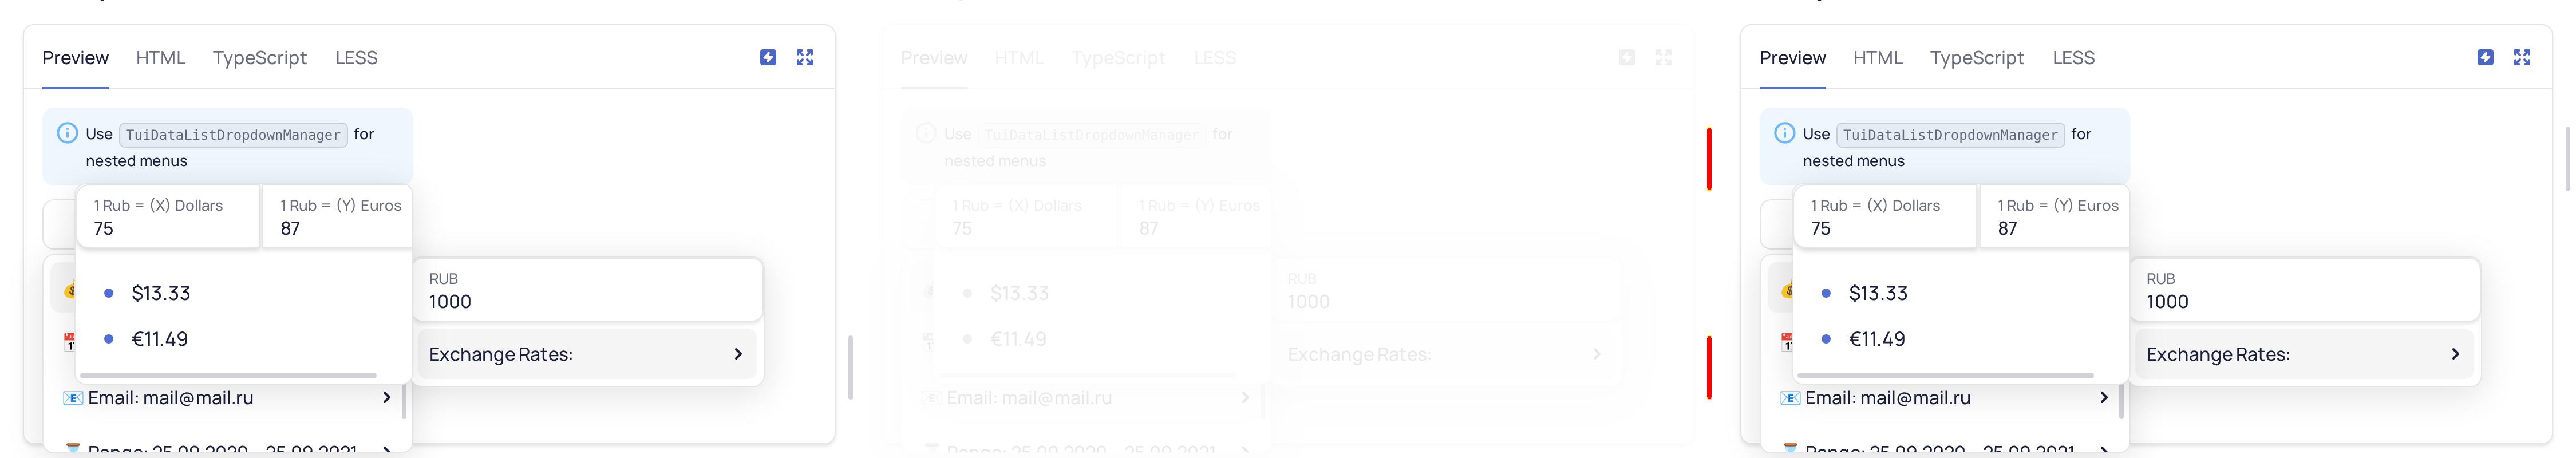 Preview HTML TypeScript LESS
Use TuiDataListDropdownManager for
nested menus
1 Rub = (X) Dollars
75
1 Rub = (Y) Euros
87
$13.33
€11.49
RUB
1000
Exchange Rates:
Email: mail@mail.ru
Range: 25.09.2020 - 25.09.2021
Preview HTML TypeScript LESS
Use TuiDataListDropdownManager for
nested menus
1 Rub = (X) Dollars
75
1 Rub = (Y) Euros
87
$13.33
€11.49
RUB
1000
Exchange Rates:
Email: mail@mail.ru
Range: 25.09.2020 - 25.09.2021
Preview HTML TypeScript LESS
Use TuiDataListDropdownManager for
nested menus
1 Rub = (X) Dollars
75
1 Rub = (Y) Euros
87
$13.33
€11.49
RUB
1000
Exchange Rates:
Email: mail@mail.ru
Range: 25.09.2020 - 25.09.2021